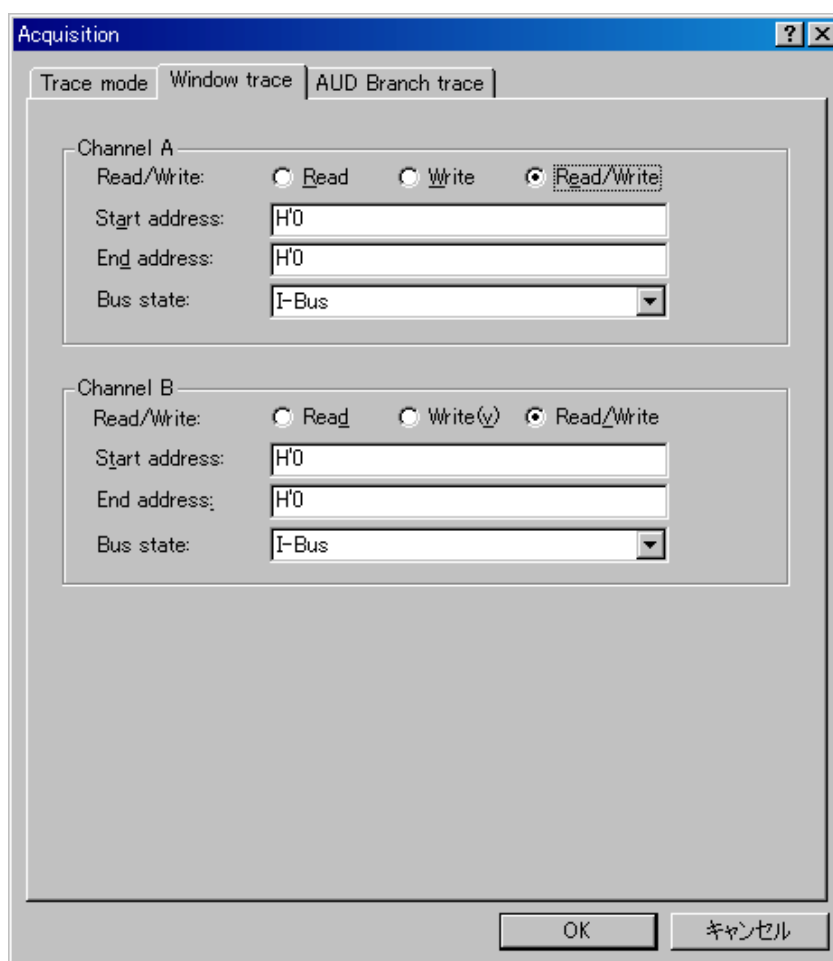 Acquisition
Trace mode Window trace AUD Branch trace
Channel A
Read/Write: Read Write Read/Write
Start address: H'0
End address: H'0
Bus state: I-Bus
Channel B
Read/Write: Read Write(v) Read/Write
Start address: H'0
End address: H'0
Bus state: I-Bus
OK キャンセル